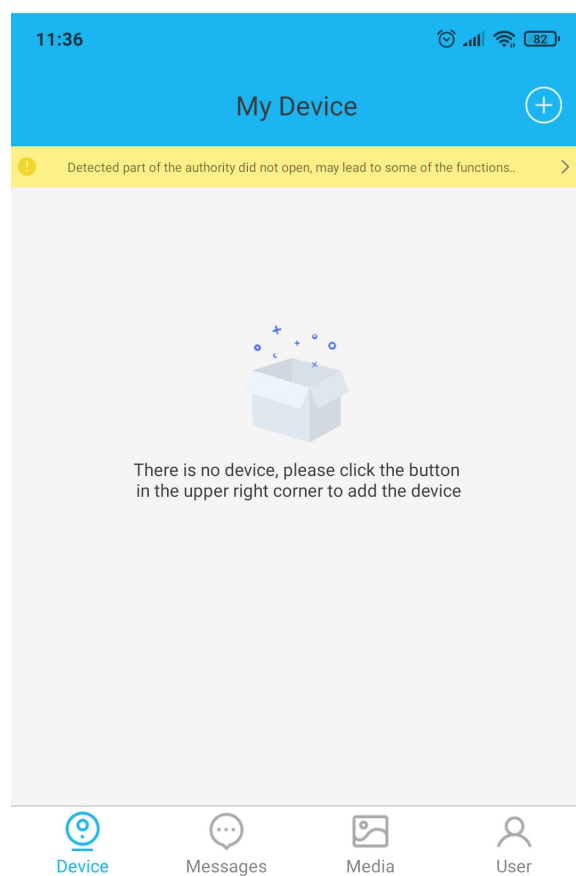 11:36
82
My Device
Detected part of the authority did not open, may lead to some of the functions..
There is no device, please click the button
in the upper right corner to add the device
Device
Messages
Media
User